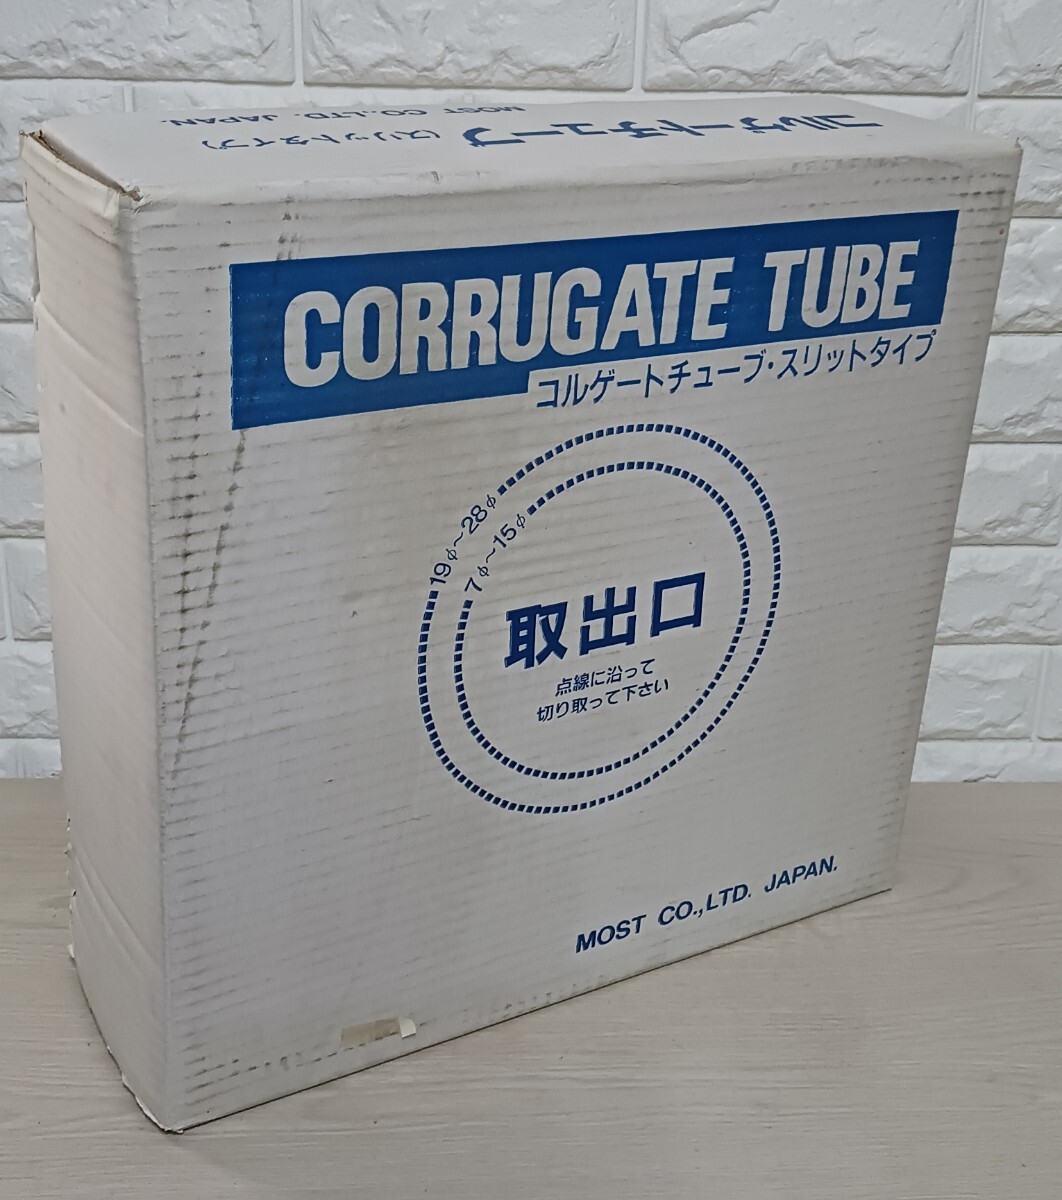 コルゲートチューブ (スリットタイプ)
MOST CO.,LTD. JAPAN.
CORRUGATE TUBE
コルゲートチューブ・スリットタイプ
19φ~28φ
7φ~15φ
取出口
点線に沿って
切り取って下さい
MOST CO.,LTD. JAPAN.